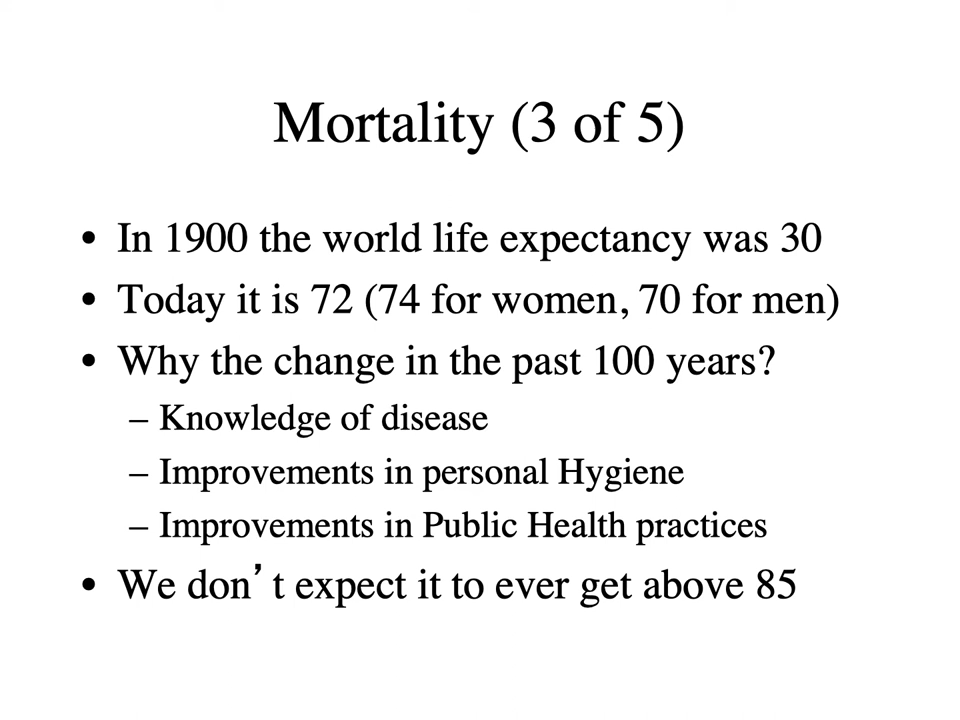 Mortality (3 of 5)
• In 1900 the world life expectancy was 30
• Today it is 72 (74 for women, 70 for men)
• Why the change in the past 100 years?
– Knowledge of disease
– Improvements in personal Hygiene
– Improvements in Public Health practices
• We don’t expect it to ever get above 85